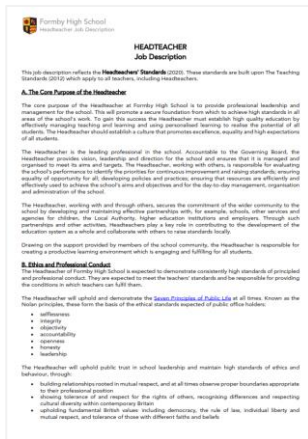 Formby High School
Headteacher Job Description
HEADTEACHER
Job Description
This job description reflects the Headteachers' Standards (2020). These standards are built upon The Teaching
Standards (2012) which apply to all teachers, including Headteachers.
A. The Core Purpose of the Headteacher
The core purpose of the Headteacher at Formby High School is to provide professional leadership and
management for the school. This will promote a secure foundation from which to achieve high standards in all
areas of the school's work. To gain this success the Headteacher must establish high quality education by
effectively managing teaching and learning and using personalised learning to realise the potential of all
students. The Headteacher should establish a culture that promotes excellence, equality and high expectations
of all students.
The Headteacher is the leading professional in the school. Accountable to the Governing Board, the
Headteacher provides vision, leadership and direction for the school and ensures that it is managed and
organised to meet its aims and targets. The Headteacher, working with others, is responsible for evaluating
the school's performance to identify the priorities for continuous improvement and raising standards; ensuring
equality of opportunity for all; developing policies and practices; ensuring that resources are efficiently and
effectively used to achieve the school's aims and objectives and for the day-to-day management, organisation
and administration of the school.
The Headteacher, working with and through others, secures the commitment of the wider community to the
school by developing and maintaining effective partnerships with, for example, schools, other services and
agencies for children, the Local Authority, higher education institutions and employers. Through such
partnerships and other activities, Headteachers play a key role in contributing to the development of the
education system as a whole and collaborate with others to raise standards locally.
Drawing on the support provided by members of the school community, the Headteacher is responsible for
creating a productive learning environment which is engaging and fulfilling for all students.
B. Ethics and Professional Conduct
The Headteacher of Formby High School is expected to demonstrate consistently high standards of principled
and professional conduct. They are expected to meet the teachers' standards and be responsible for providing
the conditions in which teachers can fulfil them.
The Headteacher will uphold and demonstrate the Seven Principles of Public Life at all times. Known as the
Nolan principles, these form the basis of the ethical standards expected of public office holders:
• selflessness
• integrity
• objectivity
• accountability
• openness
• honesty
• leadership
The Headteacher will uphold public trust in school leadership and maintain high standards of ethics and
behaviour, through:
• building relationships rooted in mutual respect, and at all times observe proper boundaries appropriate
to their professional position
• showing tolerance of and respect for the rights of others, recognising differences and respecting
cultural diversity within contemporary Britain
• upholding fundamental British values including democracy, the rule of law, individual liberty and
mutual respect, and tolerance of those with different faiths and beliefs